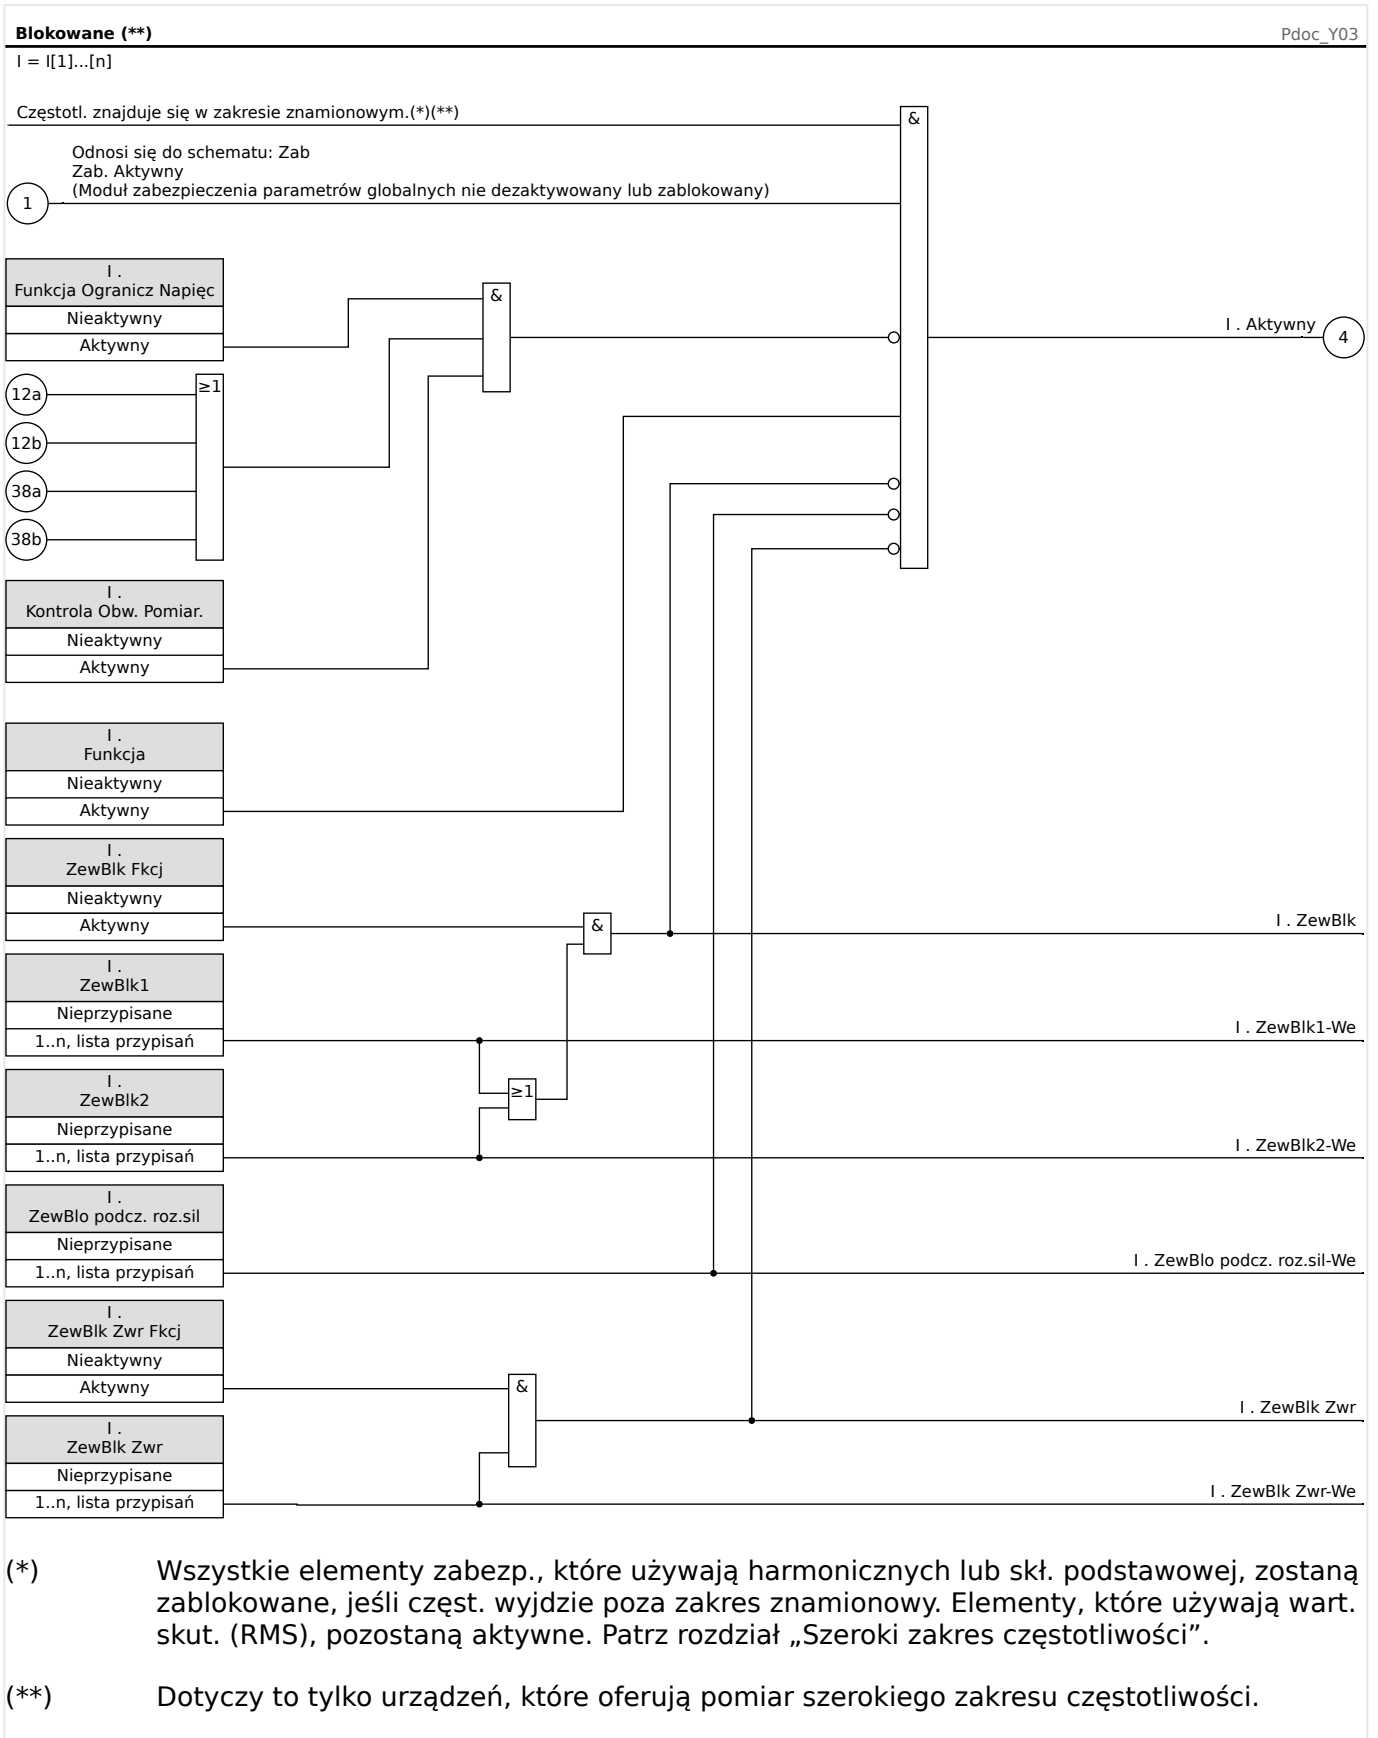 Blokowane (**)
Pdoc_Y03
I = I[1]...[n]
Częstotl. znajduje się w zakresie znamionowym.(*)(**)
&
Odnosi się do schematu: Zab
Zab. Aktywny
(Moduł zabezpieczenia parametrów globalnych nie dezaktywowany lub zablokowany)
1
I .
Funkcja Ogranicz Napięc
Nieaktywny
Aktywny
&
I . Aktywny
4
12a
≥1
12b
38a
38b
I .
Kontrola Obw. Pomiar.
Nieaktywny
Aktywny
I .
Funkcja
Nieaktywny
Aktywny
I .
ZewBlk Fkcj
Nieaktywny
Aktywny
&
I . ZewBlk
I .
ZewBlk1
Nieprzypisane
1..n, lista przypisań
I . ZewBlk1-We
≥1
I .
ZewBlk2
Nieprzypisane
1..n, lista przypisań
I . ZewBlk2-We
I .
ZewBlo podcz. roz.sil
Nieprzypisane
1..n, lista przypisań
I . ZewBlo podcz. roz.sil-We
I .
ZewBlk Zwr Fkcj
Nieaktywny
Aktywny
&
I . ZewBlk Zwr
I .
ZewBlk Zwr
Nieprzypisane
1..n, lista przypisań
I . ZewBlk Zwr-We
(*) Wszystkie elementy zabezp., które używają harmonicznych lub skł. podstawowej, zostaną
zablokowane, jeśli częst. wyjdzie poza zakres znamionowy. Elementy, które używają wart.
skut. (RMS), pozostaną aktywne. Patrz rozdział „Szeroki zakres częstotliwości”.
(**) Dotyczy to tylko urządzeń, które oferują pomiar szerokiego zakresu częstotliwości.